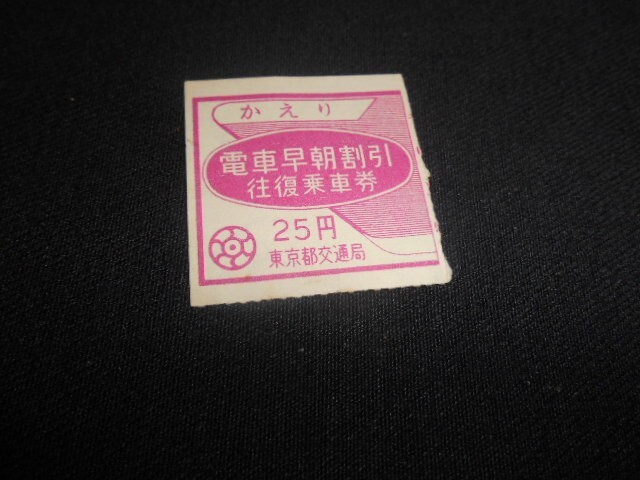 かえり
電車早朝割引
往復乗車券
25円
東京都交通局